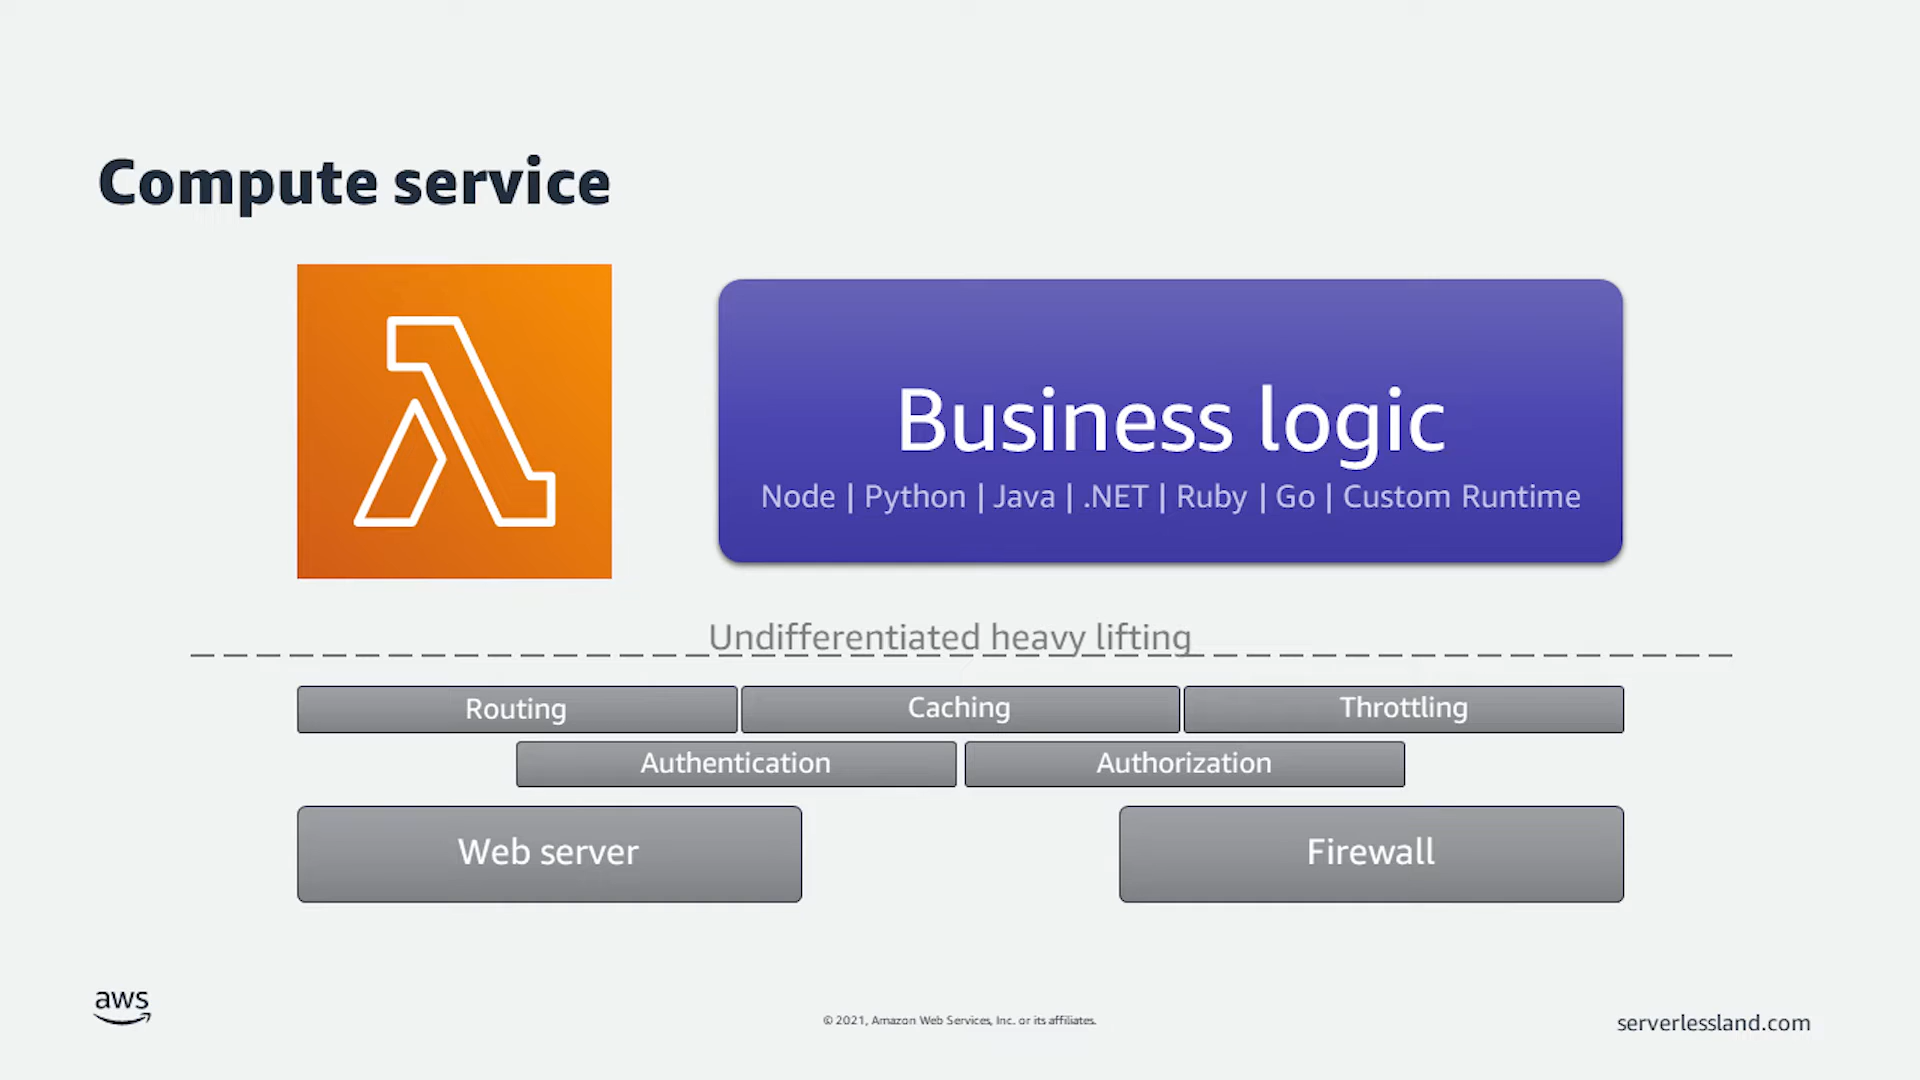 Compute service
Business logic
Node | Python | Java | .NET | Ruby | Go | Custom Runtime
Undifferentiated heavy lifting
Routing
Caching
Throttling
Authentication
Authorization
Web server
Firewall
aws
© 2021, Amazon Web Services, Inc. or its affiliates.
serverlessland.com